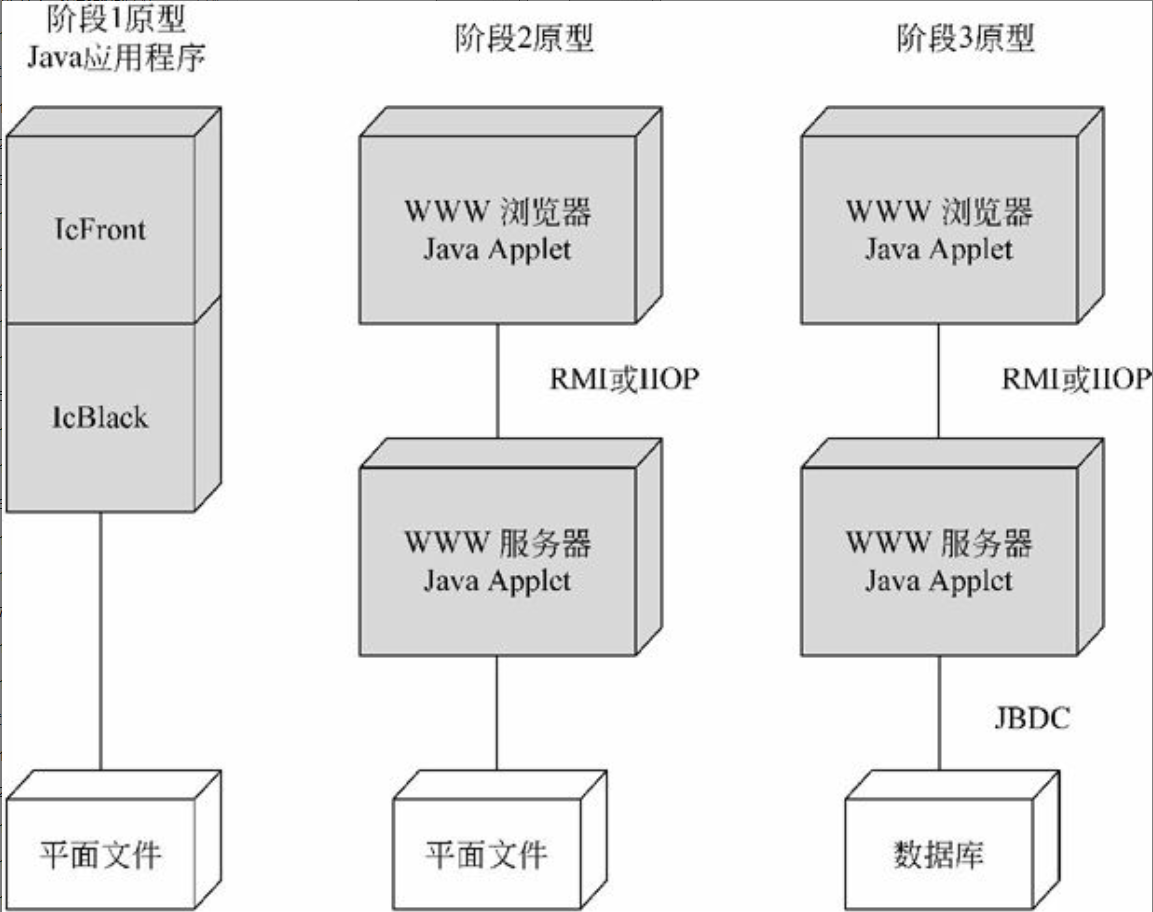 阶段1原型
Java应用程序
IcFront
IcBlack
平面文件
阶段2原型
WWW 浏览器
Java Applet
RMI或IIOP
WWW 服务器
Java Applet
平面文件
阶段3原型
WWW 浏览器
Java Applet
RMI或IIOP
WWW 服务器
Java Applet
JBDC
数据库